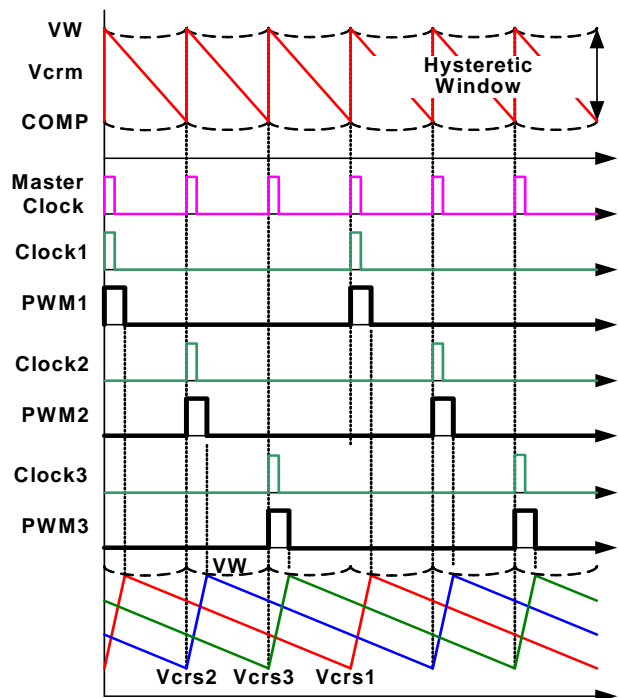 VW
Vcrm
COMP
Hysteretic
Window
Master
Clock
Clock1
PWM1
Clock2
PWM2
Clock3
PWM3
VW
Vcrs2 Vcrs3 Vcrs1